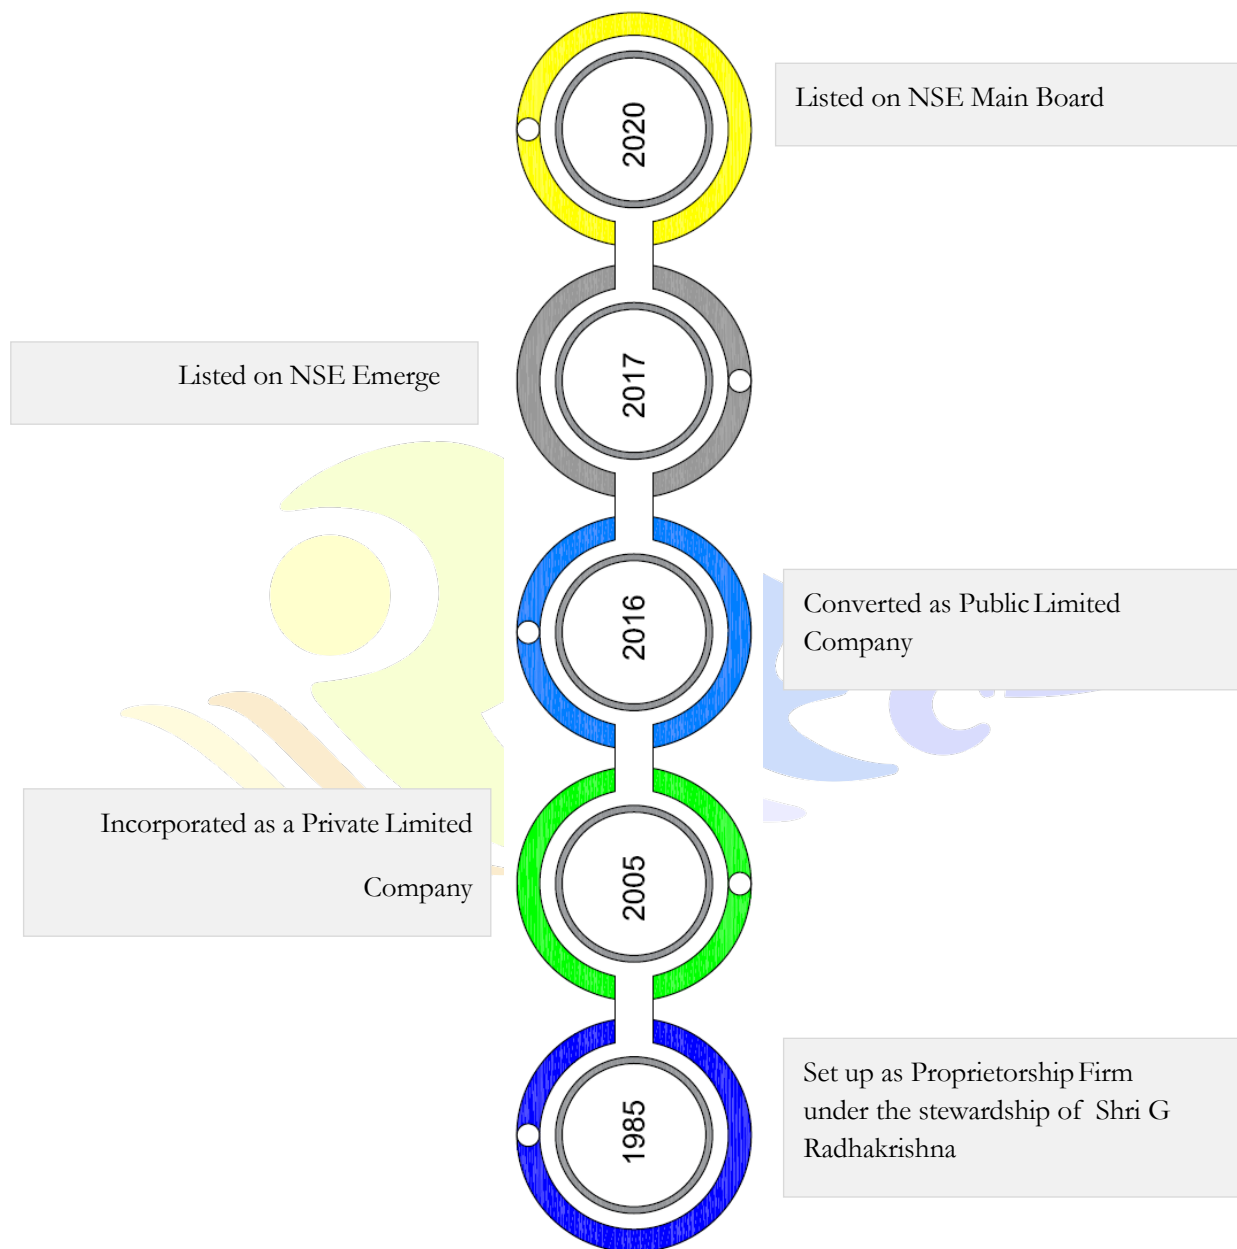 2020
Listed on NSE Main Board
2017
Listed on NSE Emerge
2016
Converted as Public Limited
Company
Incorporated as a Private Limited
Company
2005
1985
Set up as Proprietorship Firm
under the stewardship of Shri G
Radhakrishna